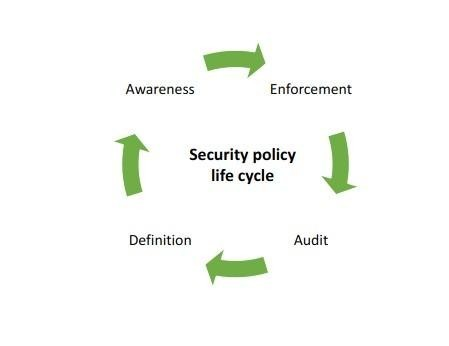 Awareness
Enforcement
Security policy
life cycle
Definition
Audit